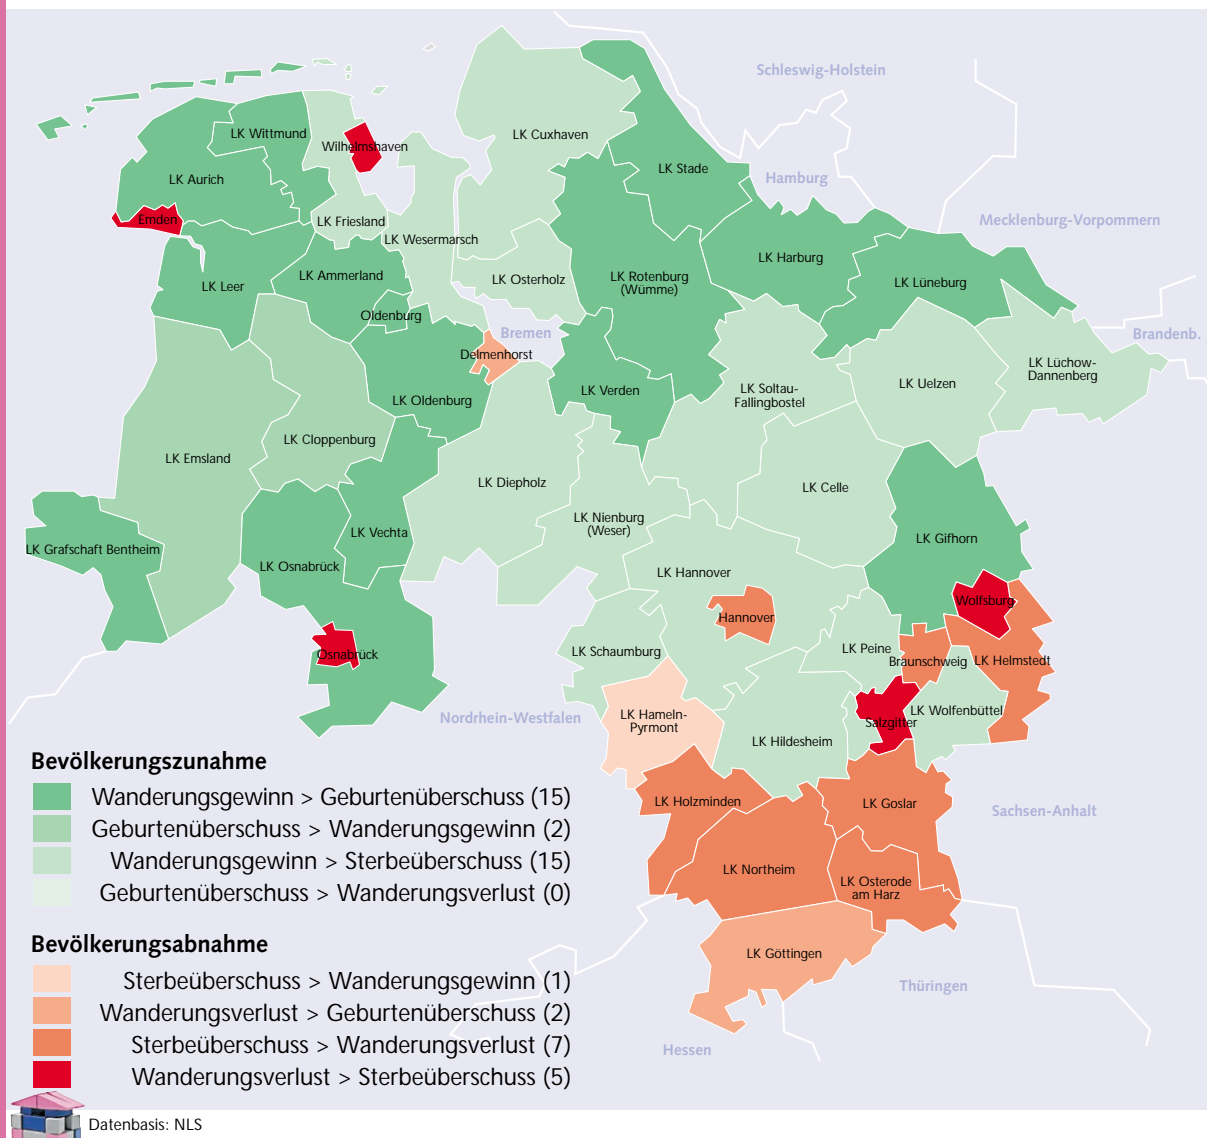 Schleswig-Holstein
LK Cuxhaven
LK Wittmund
Wilhelmshaven
LK Stade
LK Aurich
Hamburg
Emden
LK Friesland
Mecklenburg-Vorpommern
LK Wesermarsch
LK Harburg
LK Ammerland
LK Osterholz
LK Rotenburg
(Wümme)
LK Leer
LK Lüneburg
Oldenburg
Bremen
Brandenb.
Delmenhorst
LK Lüchow-
Dannenberg
LK Verden
LK Soltau-
Fallingbostel
LK Uelzen
LK Oldenburg
LK Cloppenburg
LK Emsland
LK Diepholz
LK Celle
LK Nienburg
(Weser)
LK Vechta
LK Gifhorn
LK Grafschaft Bentheim
LK Osnabrück
LK Hannover
Wolfsburg
Hannover
Osnabrück
LK Schaumburg
LK Peine
Braunschweig
LK Helmstedt
LK Hameln-
Pyrmont
Nordrhein-Westfalen
Salzgitter
LK Wolfenbüttel
LK Hildesheim
LK Holzminden
LK Goslar
Sachsen-Anhalt
LK Northeim
LK Osterode
am Harz
LK Göttingen
Thüringen
Hessen
Bevölkerungszunahme
Wanderungsgewinn > Geburtenüberschuss (15)
Geburtenüberschuss > Wanderungsgewinn (2)
Wanderungsgewinn > Sterbeüberschuss (15)
Geburtenüberschuss > Wanderungsverlust (0)
Bevölkerungsabnahme
Sterbeüberschuss > Wanderungsgewinn (1)
Wanderungsverlust > Geburtenüberschuss (2)
Sterbeüberschuss > Wanderungsverlust (7)
Wanderungsverlust > Sterbeüberschuss (5)
Datenbasis: NLS